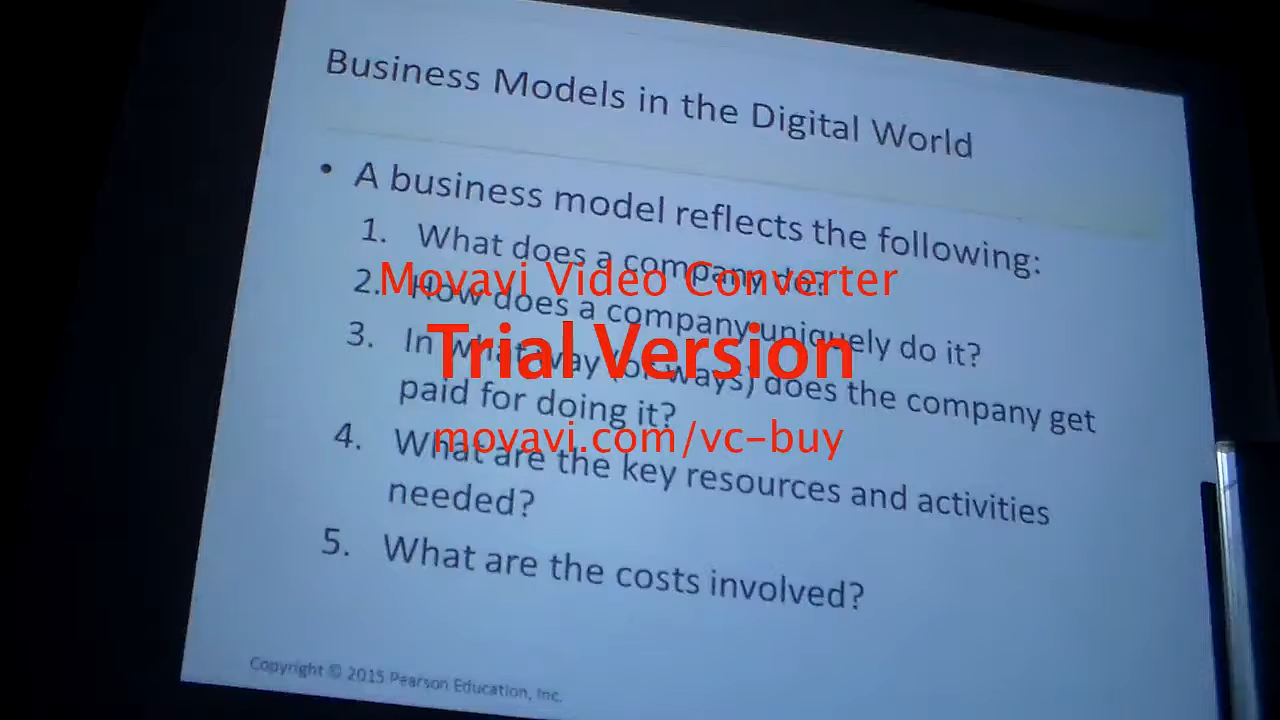 Business Models in the Digital World
• A business model reflects the following:
1. What does a company do?
2. How does a company uniquely do it?
3. In what way (or ways) does the company get
paid for doing it?
4. What are the key resources and activities
needed?
5. What are the costs involved?
Copyright © 2015 Pearson Education, Inc.
Movavi Video Converter
Trial Version
movavi.com/vc-buy